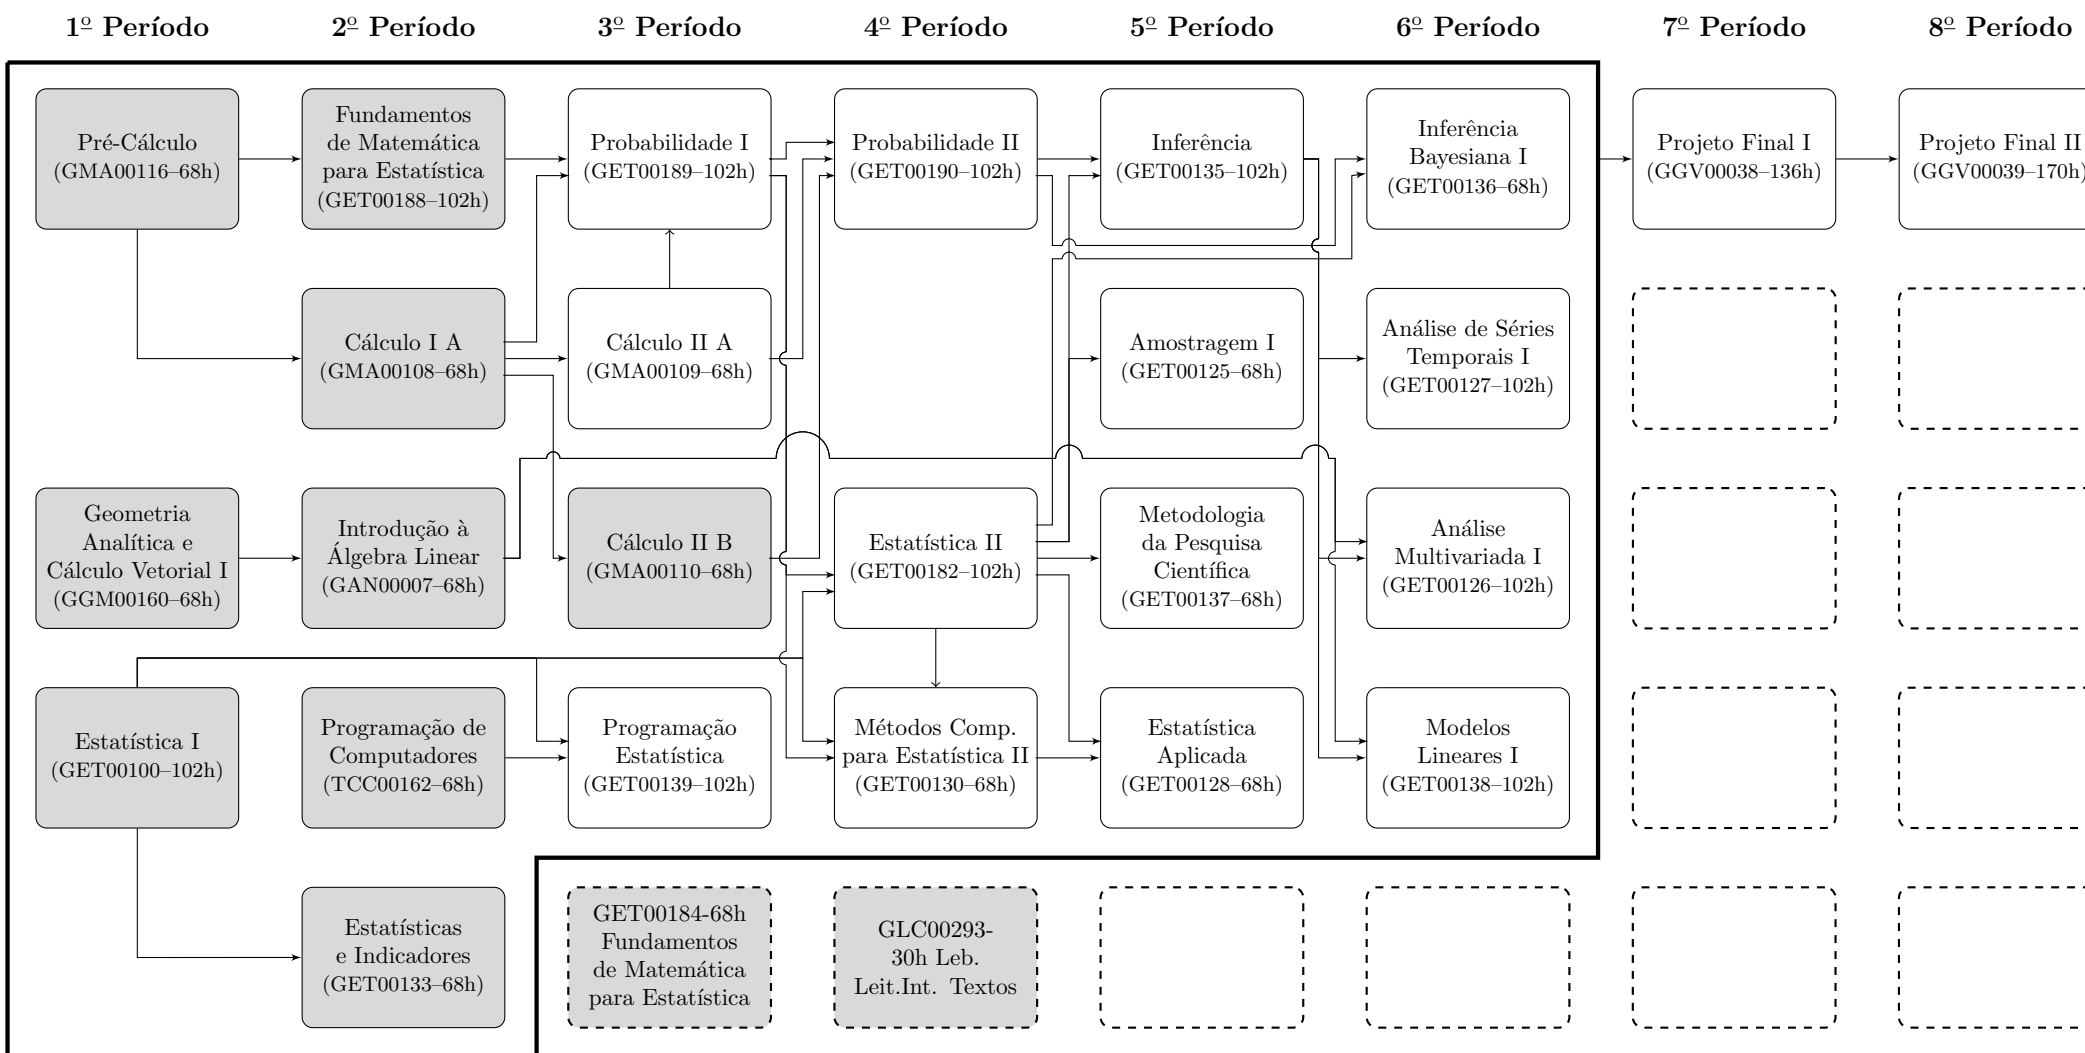 1º Período
2º Período
3º Período
4º Período
5º Período
6º Período
7º Período
8º Período
Pré-Cálculo
(GMA00116–68h)
Fundamentos
de Matemática
para Estatística
(GET00188–102h)
Probabilidade I
(GET00189–102h)
Probabilidade II
(GET00190–102h)
Inferência
(GET00135–102h)
Inferência
Bayesiana I
(GET00136–68h)
Projeto Final I
(GGV00038–136h)
Projeto Final II
(GGV00039–170h)
Cálculo I A
(GMA00108–68h)
Cálculo II A
(GMA00109–68h)
Amostragem I
(GET00125–68h)
Análise de Séries
Temporais I
(GET00127–102h)
Geometria
Analítica e
Cálculo Vetorial I
(GGM00160–68h)
Introdução à
Álgebra Linear
(GAN00007–68h)
Cálculo II B
(GMA00110–68h)
Estatística II
(GET00182–102h)
Metodologia
da Pesquisa
Científica
(GET00137–68h)
Análise
Multivariada I
(GET00126–102h)
Estatística I
(GET00100–102h)
Programação de
Computadores
(TCC00162–68h)
Programação
Estatística
(GET00139–102h)
Métodos Comp.
para Estatística II
(GET00130–68h)
Estatística
Aplicada
(GET00128–68h)
Modelos
Lineares I
(GET00138–102h)
Estatísticas
e Indicadores
(GET00133–68h)
GET00184-68h
Fundamentos
de Matemática
para Estatística
GLC00293-
30h Leb.
Leit.Int. Textos